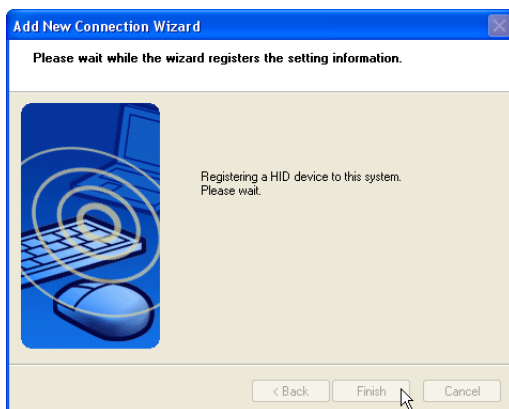 Add New Connection Wizard
Please wait while the wizard registers the setting information.
Registering a HID device to this system.
Please wait.
< Back
Finish
Cancel